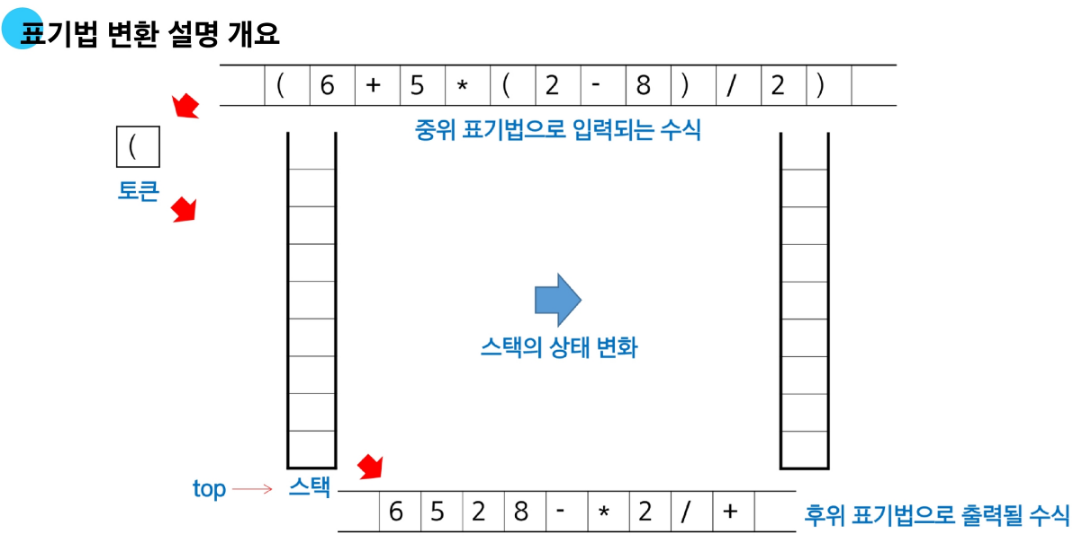 표기법 변환 설명 개요
( 6 + 5 * ( 2 - 8 ) / 2 )
중위 표기법으로 입력되는 수식
(
토큰
스택의 상태 변화
top 스택
6 5 2 8 - * 2 / +
후위 표기법으로 출력될 수식